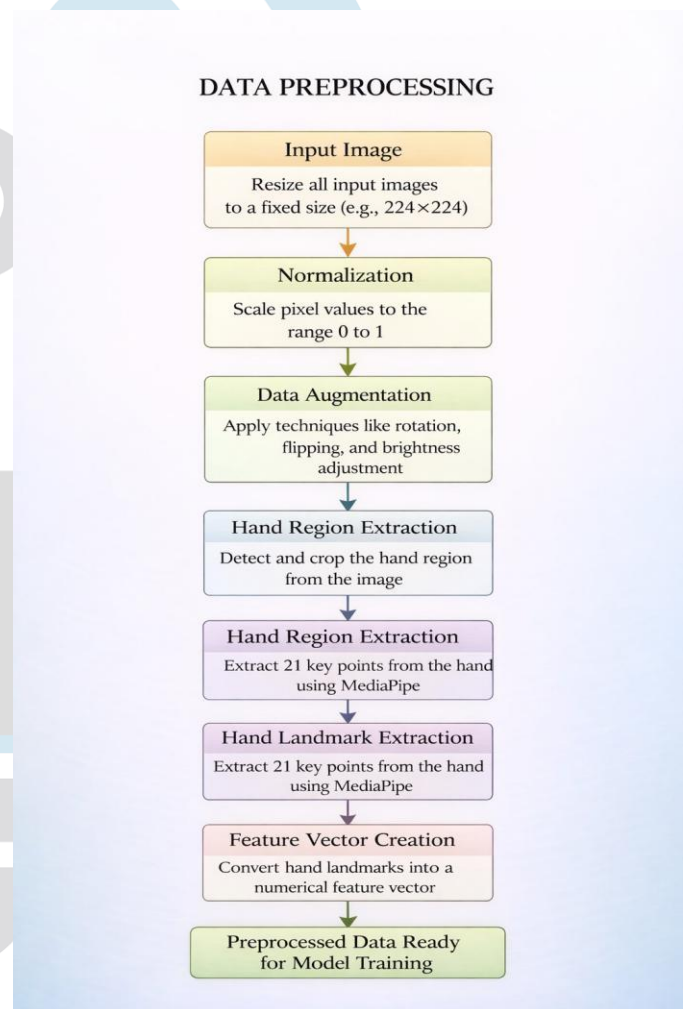 DATA PREPROCESSING
Input Image
Resize all input images
to a fixed size (e.g., 224×224)
Normalization
Scale pixel values to the
range 0 to 1
Data Augmentation
Apply techniques like rotation,
flipping, and brightness
adjustment
Hand Region Extraction
Detect and crop the hand region
from the image
Hand Region Extraction
Extract 21 key points from the hand
using MediaPipe
Hand Landmark Extraction
Extract 21 key points from the hand
using MediaPipe
Feature Vector Creation
Convert hand landmarks into a
numerical feature vector
Preprocessed Data Ready
for Model Training